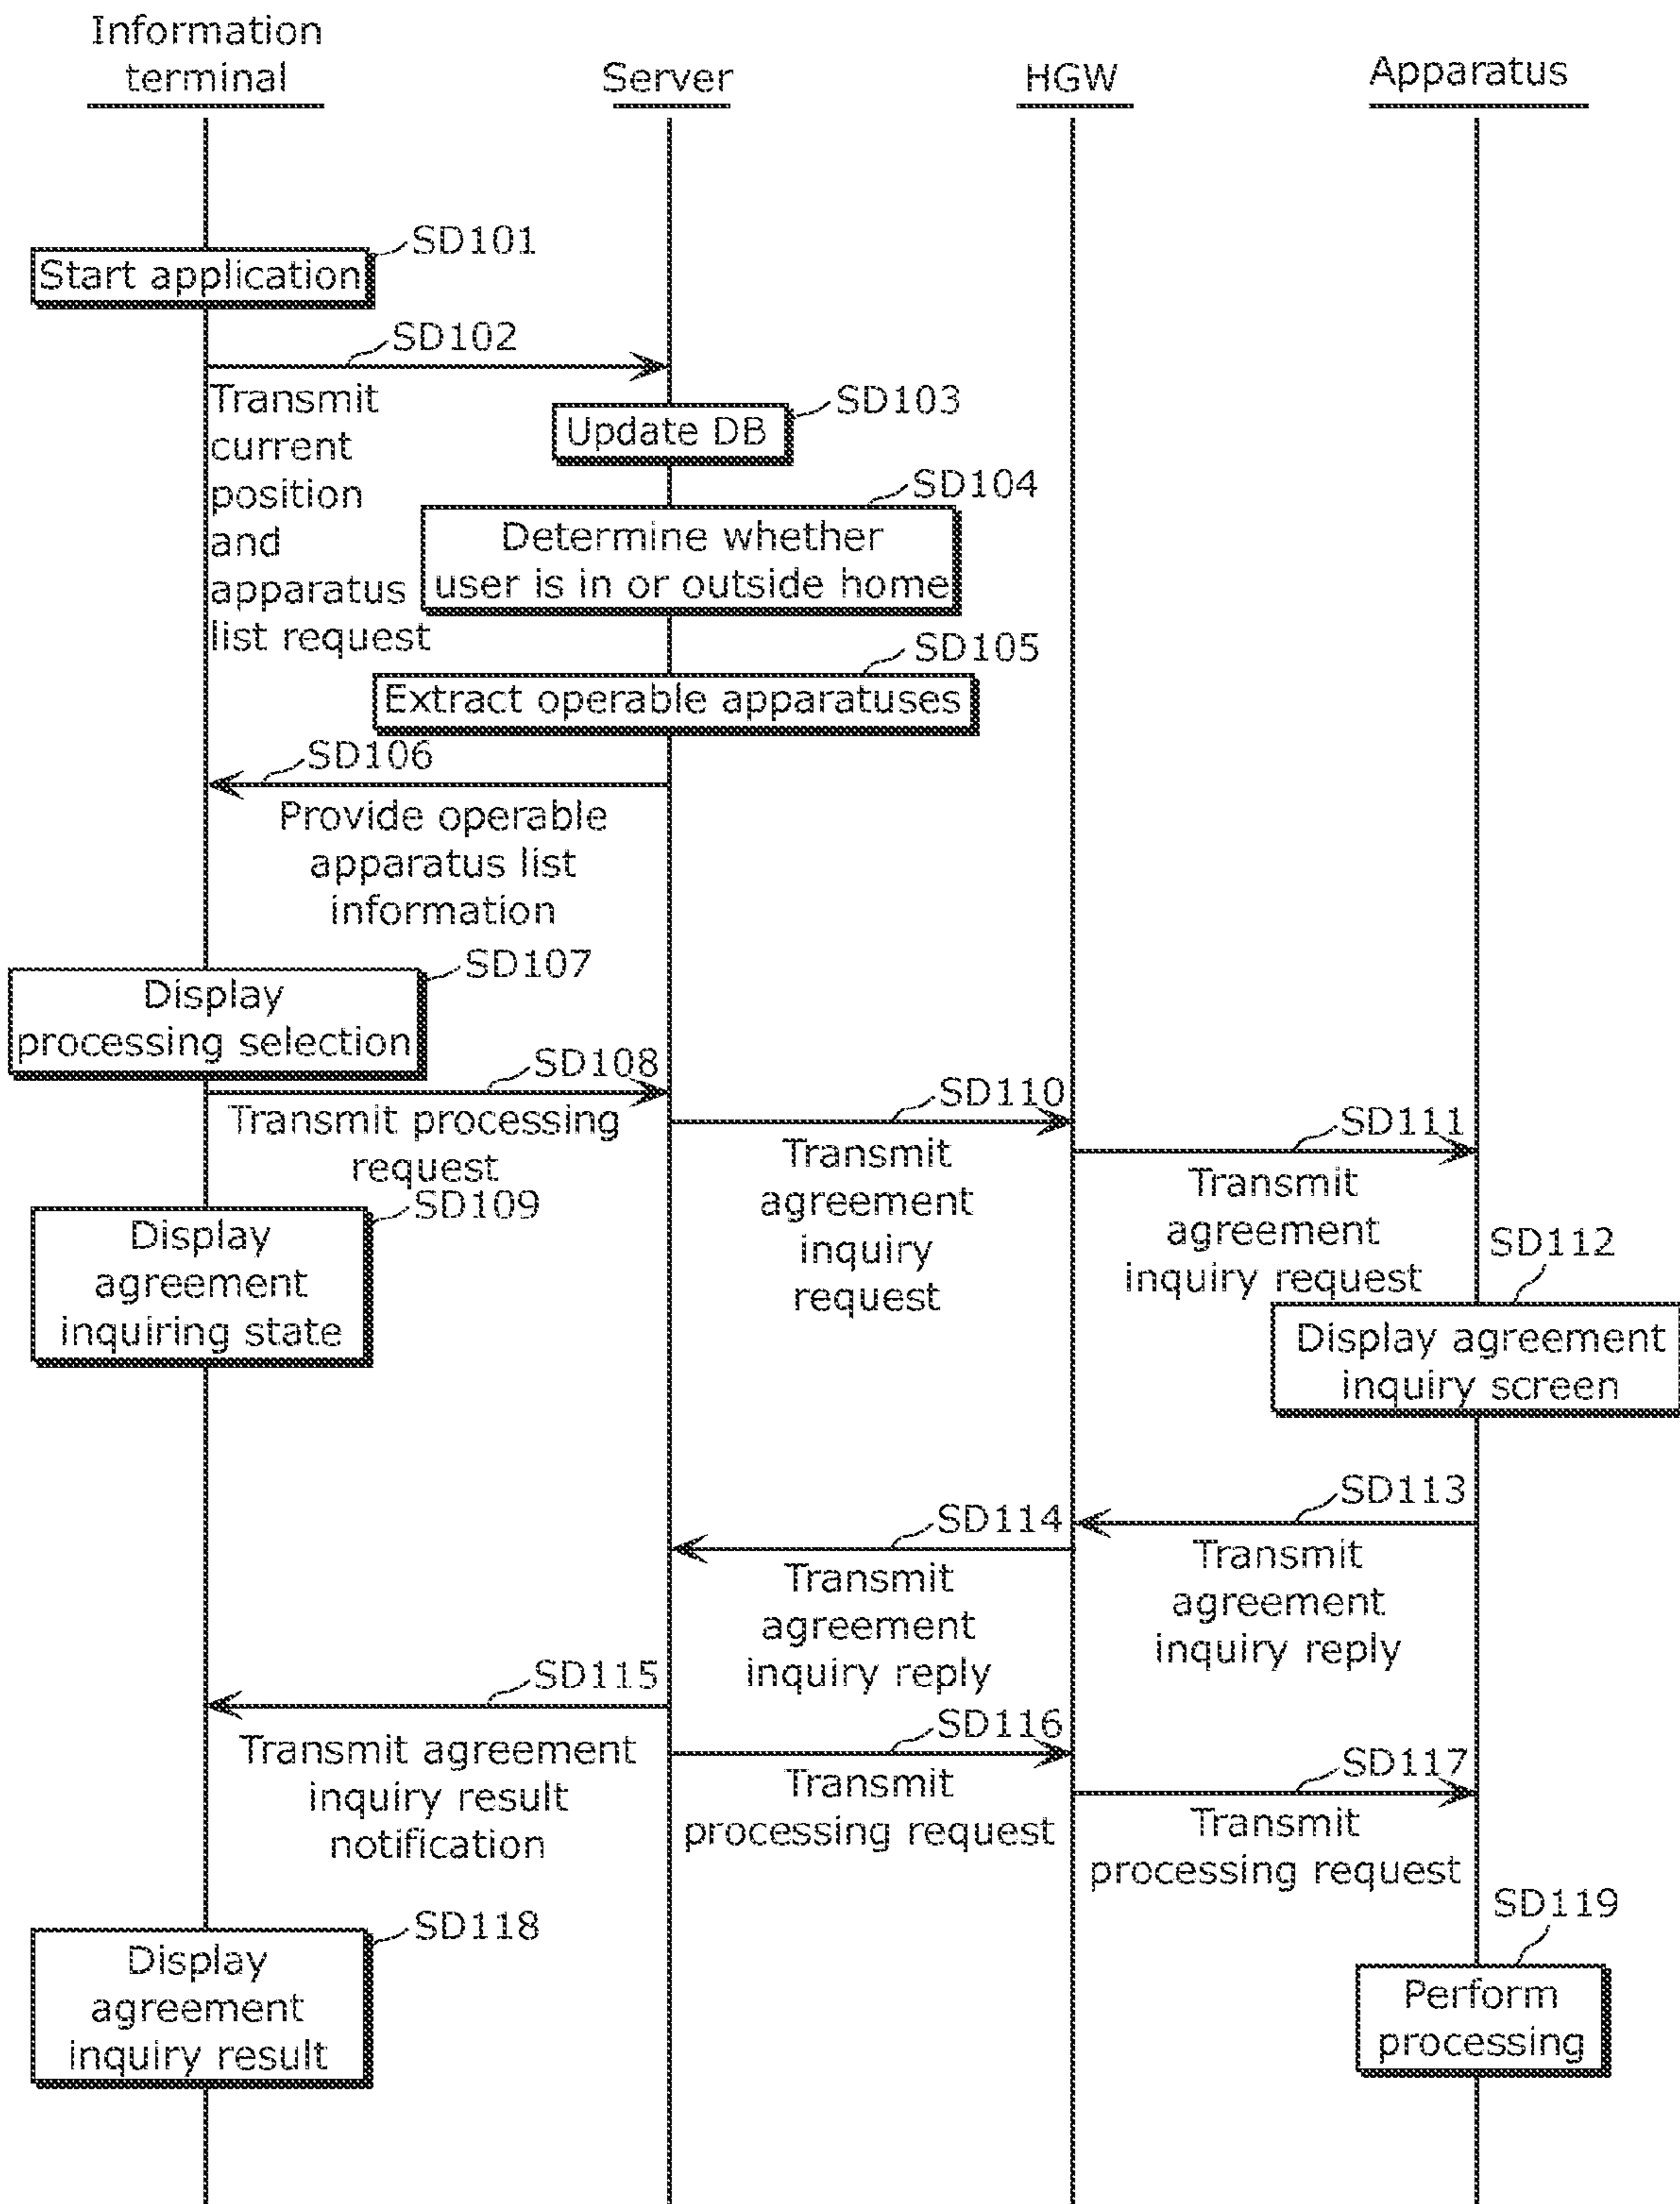 Information
terminal
Server
HGW
Apparatus
SD101
Start application
SD102
Transmit
current
position
and
apparatus
list request
SD103
Update DB
SD104
Determine whether
user is in or outside home
SD105
Extract operable apparatuses
SD106
Provide operable
apparatus list
information
SD107
Display
processing selection
SD108
Transmit processing
request
SD109
Display
agreement
inquiring state
SD110
Transmit
agreement
inquiry
request
SD111
Transmit
agreement
inquiry request
SD112
Display agreement
inquiry screen
SD113
Transmit
agreement
inquiry reply
SD114
Transmit
agreement
inquiry reply
SD115
Transmit agreement
inquiry result
notification
SD116
Transmit
processing request
SD117
Transmit
processing request
SD118
Display
agreement
inquiry result
SD119
Perform
processing